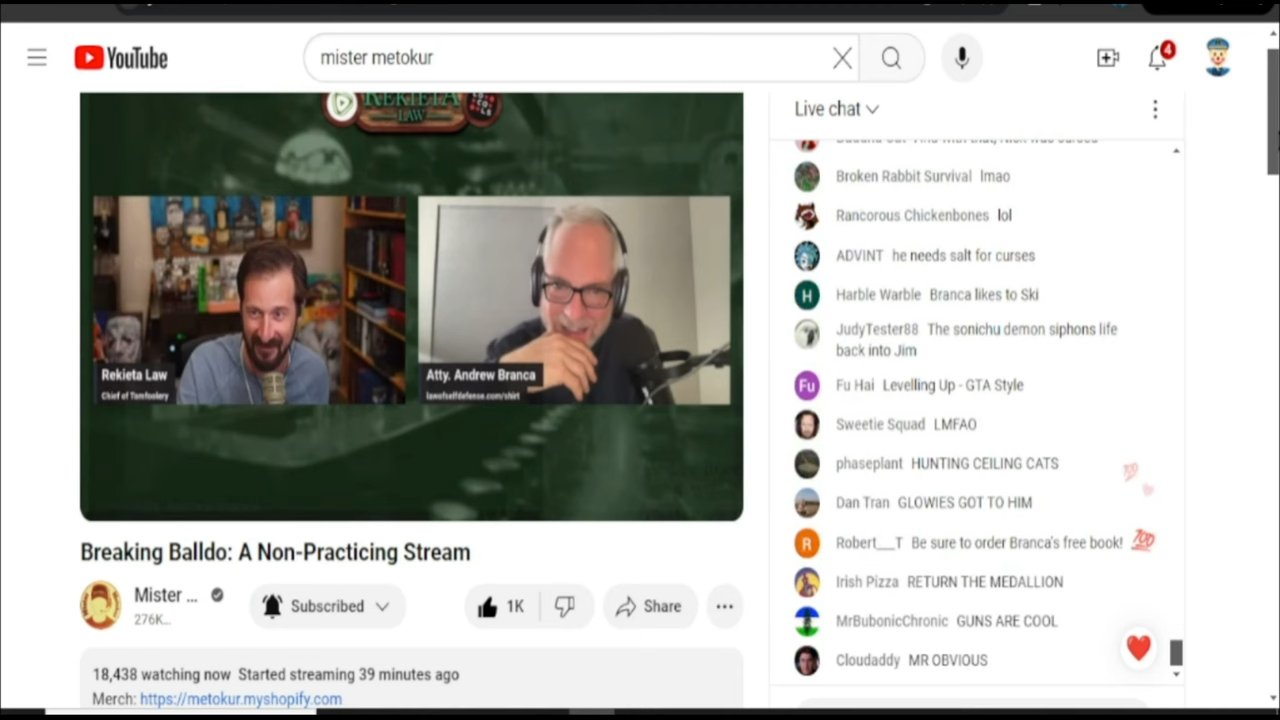 YouTube
mister metokur
4
REKIETA
LAW
Rekieta Law
Chief of Tomfoolery
Atty. Andrew Branca
lawofselfdefense.com/shirt
Breaking Balldo: A Non-Practicing Stream
Mister ...
276K...
Subscribed
1K
Share
18,438 watching now Started streaming 39 minutes ago
Merch: https://metokur.myshopify.com
Live chat
Broken Rabbit Survival lmao
Rancorous Chickenbones lol
ADVINT he needs salt for curses
H Harble Warble Branca likes to Ski
JudyTester88 The sonichu demon siphons life
back into Jim
Fu Fu Hai Levelling Up - GTA Style
Sweetie Squad LMFAO
phaseplant HUNTING CEILING CATS
Dan Tran GLOWIES GOT TO HIM
R Robert__T Be sure to order Branca's free book! 100
Irish Pizza RETURN THE MEDALLION
MrBubonicChronic GUNS ARE COOL
Cloudaddy MR OBVIOUS